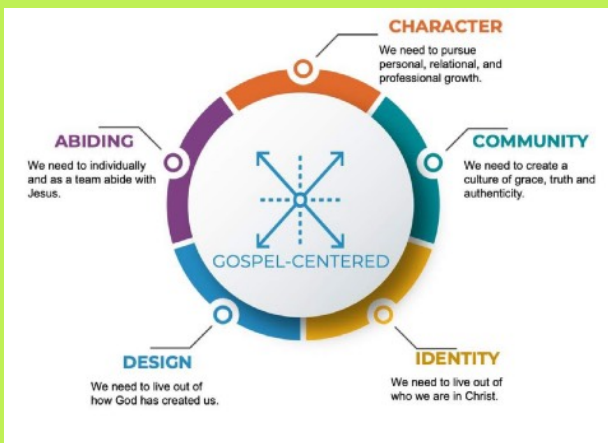 CHARACTER
We need to pursue
personal, relational, and
professional growth.
ABIDING
We need to individually
and as a team abide with
Jesus.
COMMUNITY
We need to create a
culture of grace, truth and
authenticity.
GOSPEL-CENTERED
DESIGN
We need to live out of
how God has created us.
IDENTITY
We need to live out of
who we are in Christ.